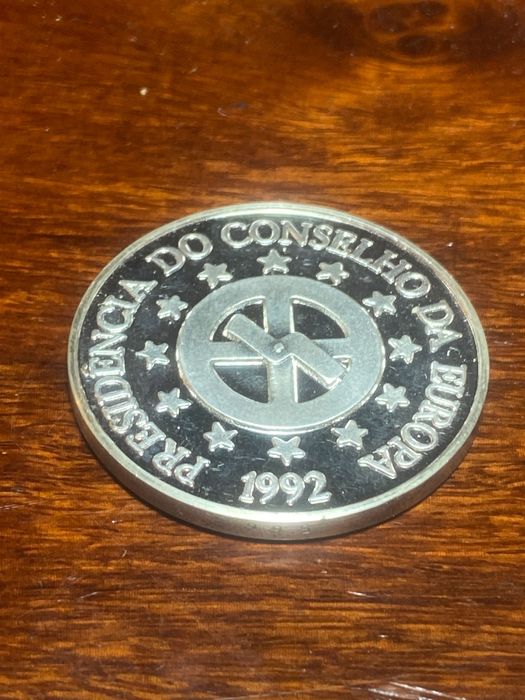 PRESIDÊNCIA DO CONSELHO DA EUROPA
1992